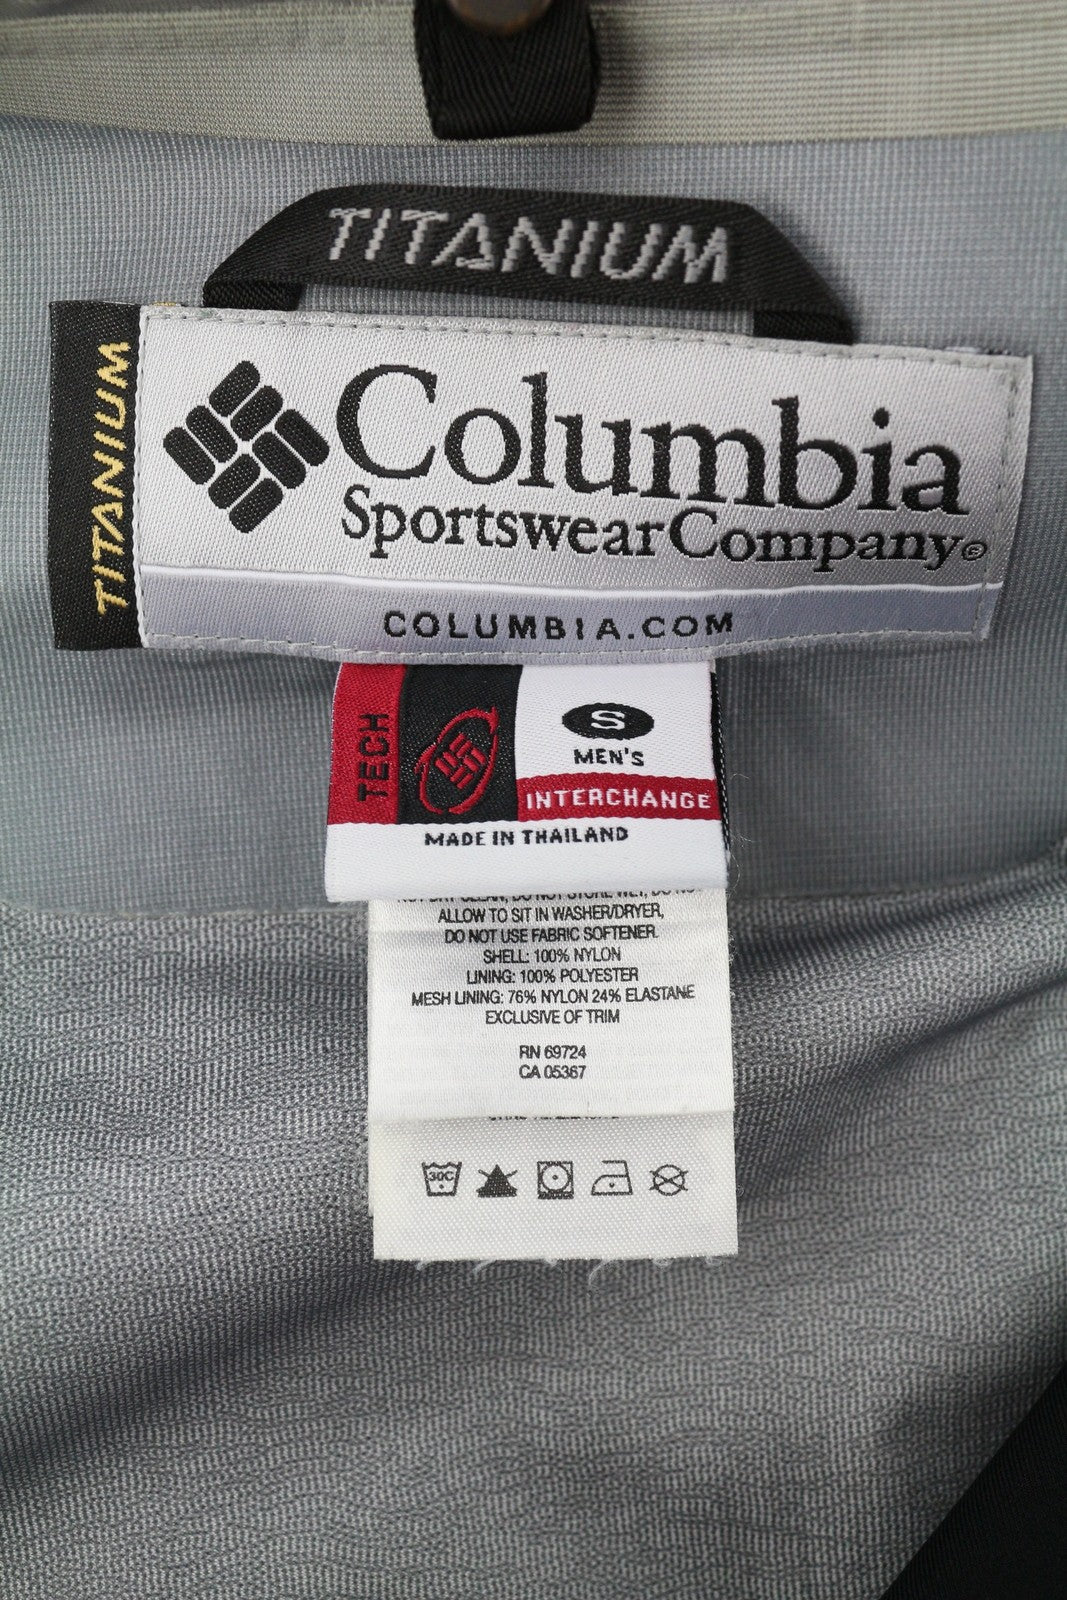 TITANIUM
TITANIUM
Columbia
Sportswear Company©
COLUMBIA.COM
TECH
S
MEN'S
INTERCHANGE
MADE IN THAILAND
ALLOW TO SIT IN WASHER/DRYER,
DO NOT USE FABRIC SOFTENER.
SHELL: 100% NYLON
LINING: 100% POLYESTER
MESH LINING: 76% NYLON 24% ELASTANE
EXCLUSIVE OF TRIM
RN 69724
CA 05367
30C